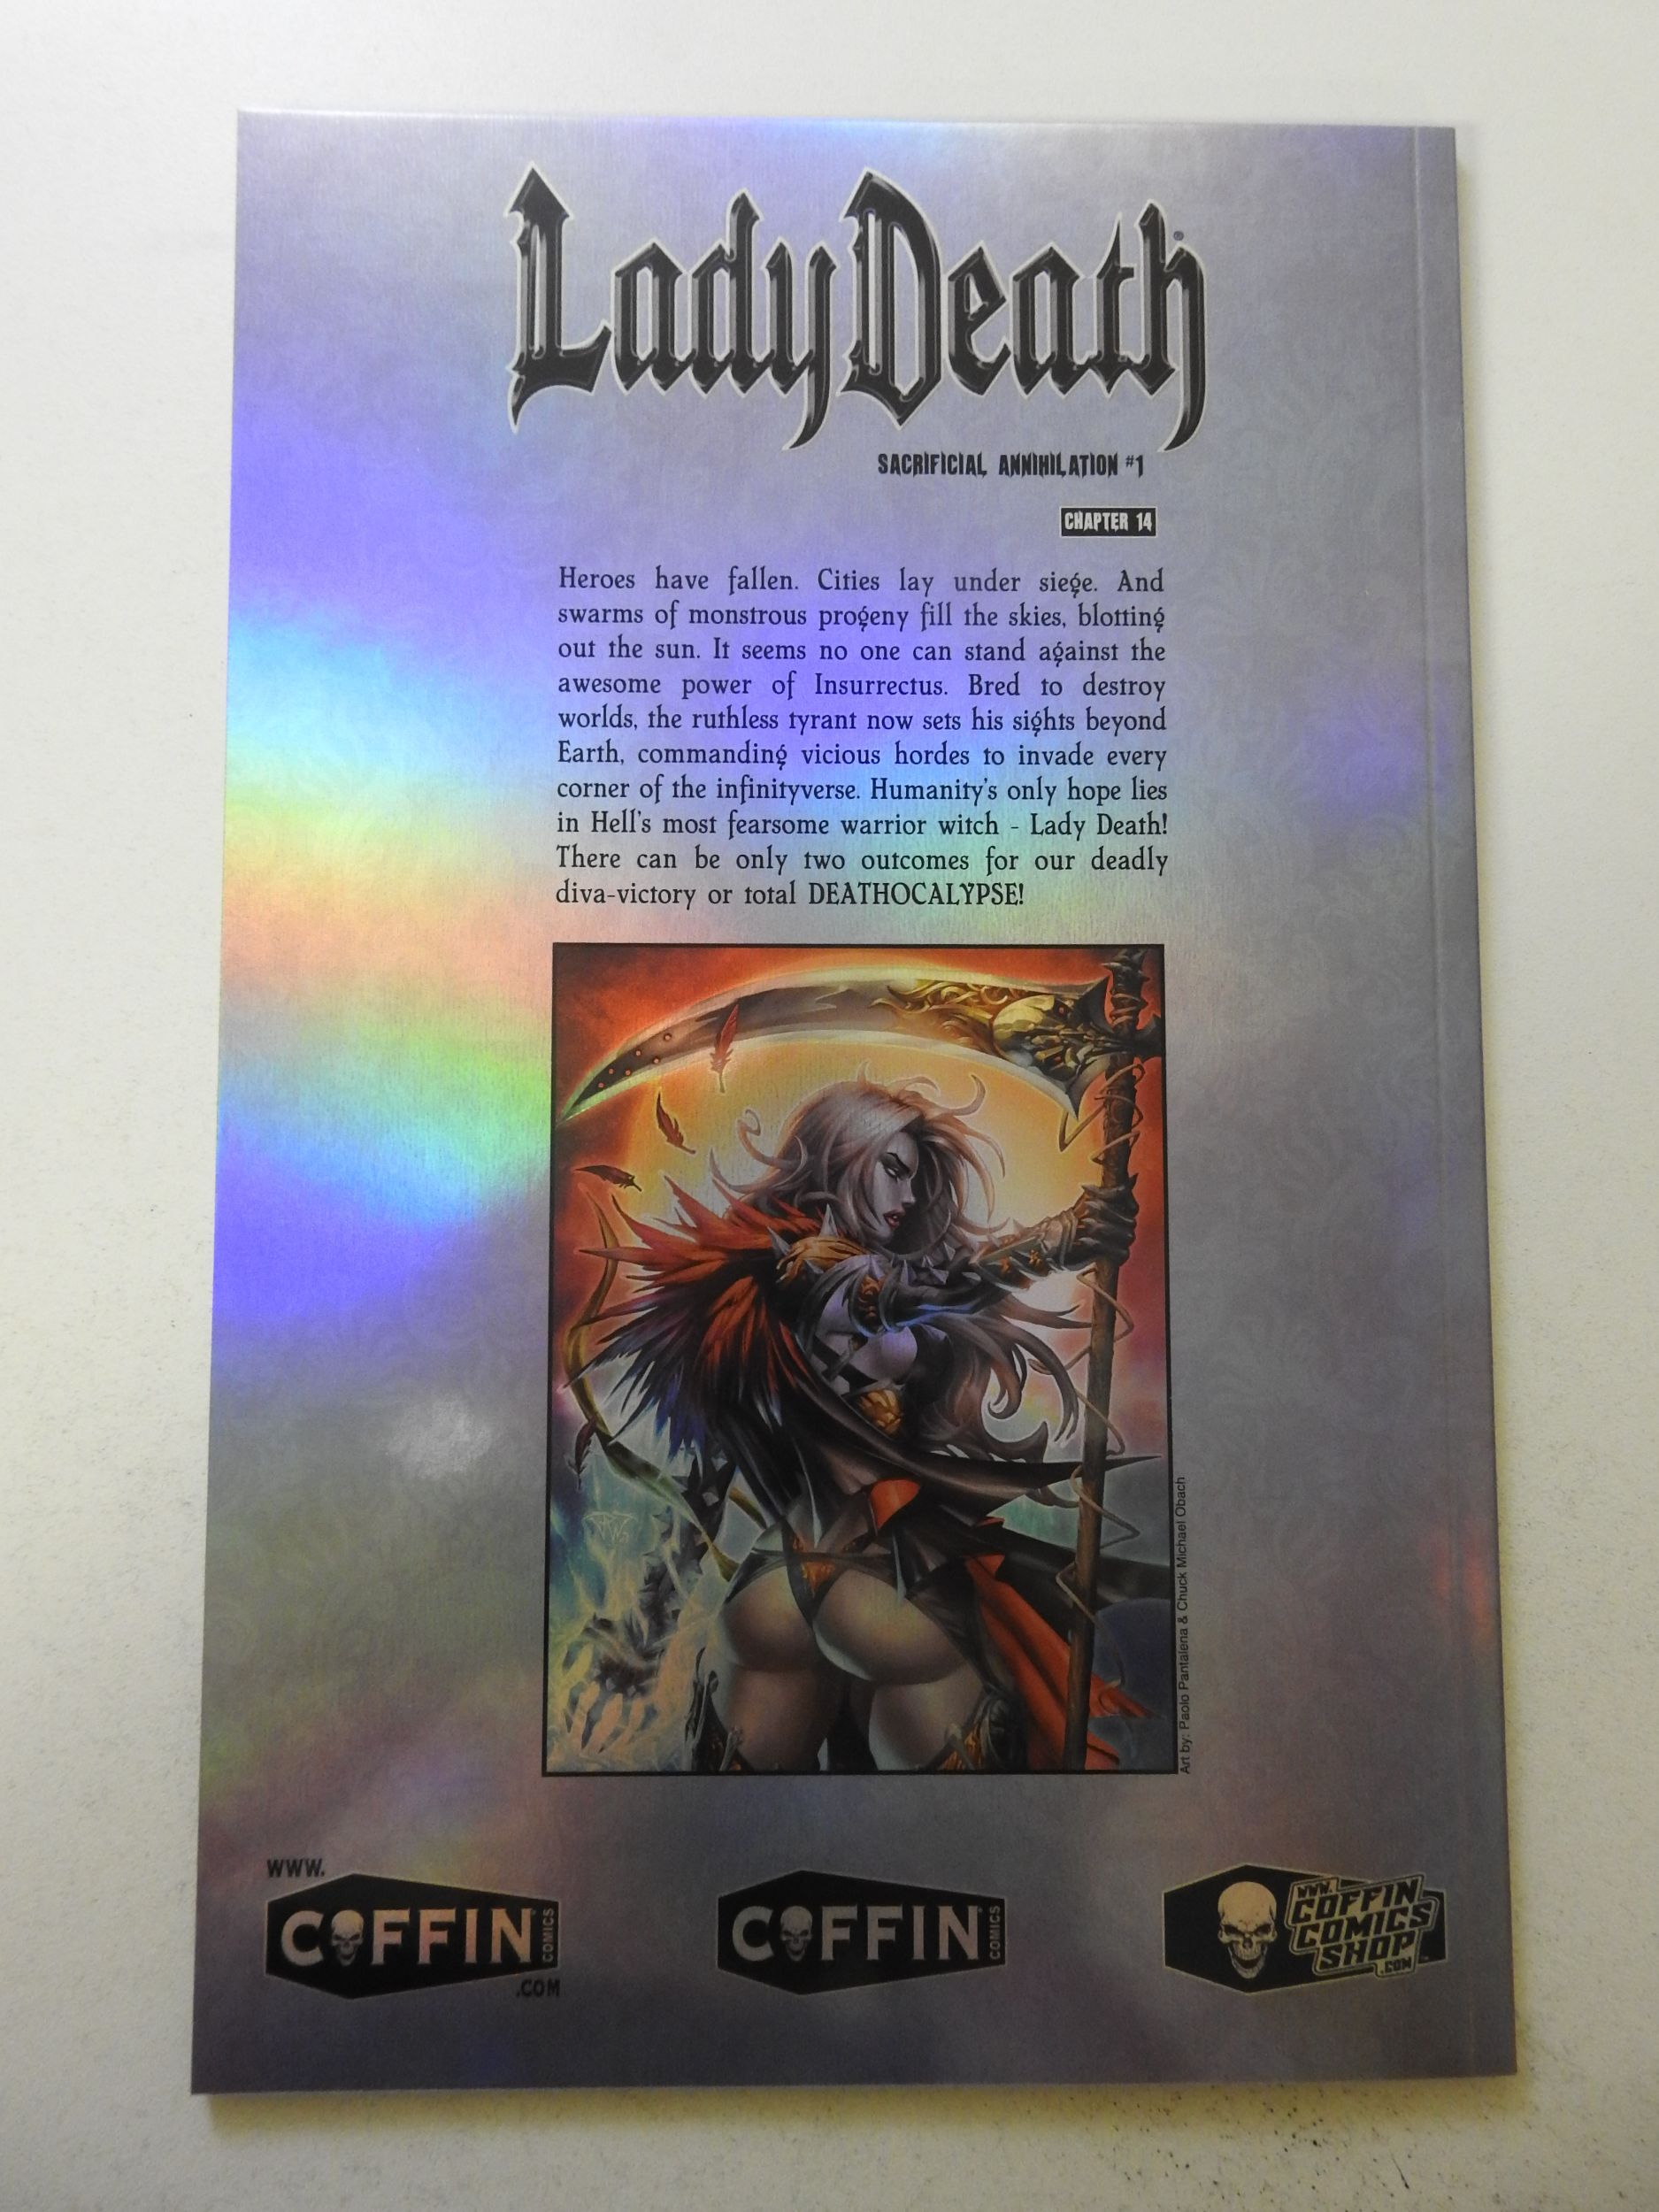 Lady Death®
SACRIFICIAL ANNIHILATION #1
CHAPTER 14
Heroes have fallen. Cities lay under siege. And
swarms of monstrous progeny fill the skies, blotting
out the sun. It seems no one can stand against the
awesome power of Insurrectus. Bred to destroy
worlds, the ruthless tyrant now sets his sights beyond
Earth, commanding vicious hordes to invade every
corner of the infinityverse. Humanity's only hope lies
in Hell's most fearsome warrior witch - Lady Death!
There can be only two outcomes for our deadly
diva-victory or total DEATHOCALYPSE!
Art by: Paolo Pantalena & Chuck Michael Obach
WWW.
COFFIN COMICS
.COM
COFFIN COMICS
WWW.
COFFIN
COMICS
SHOP
.COM